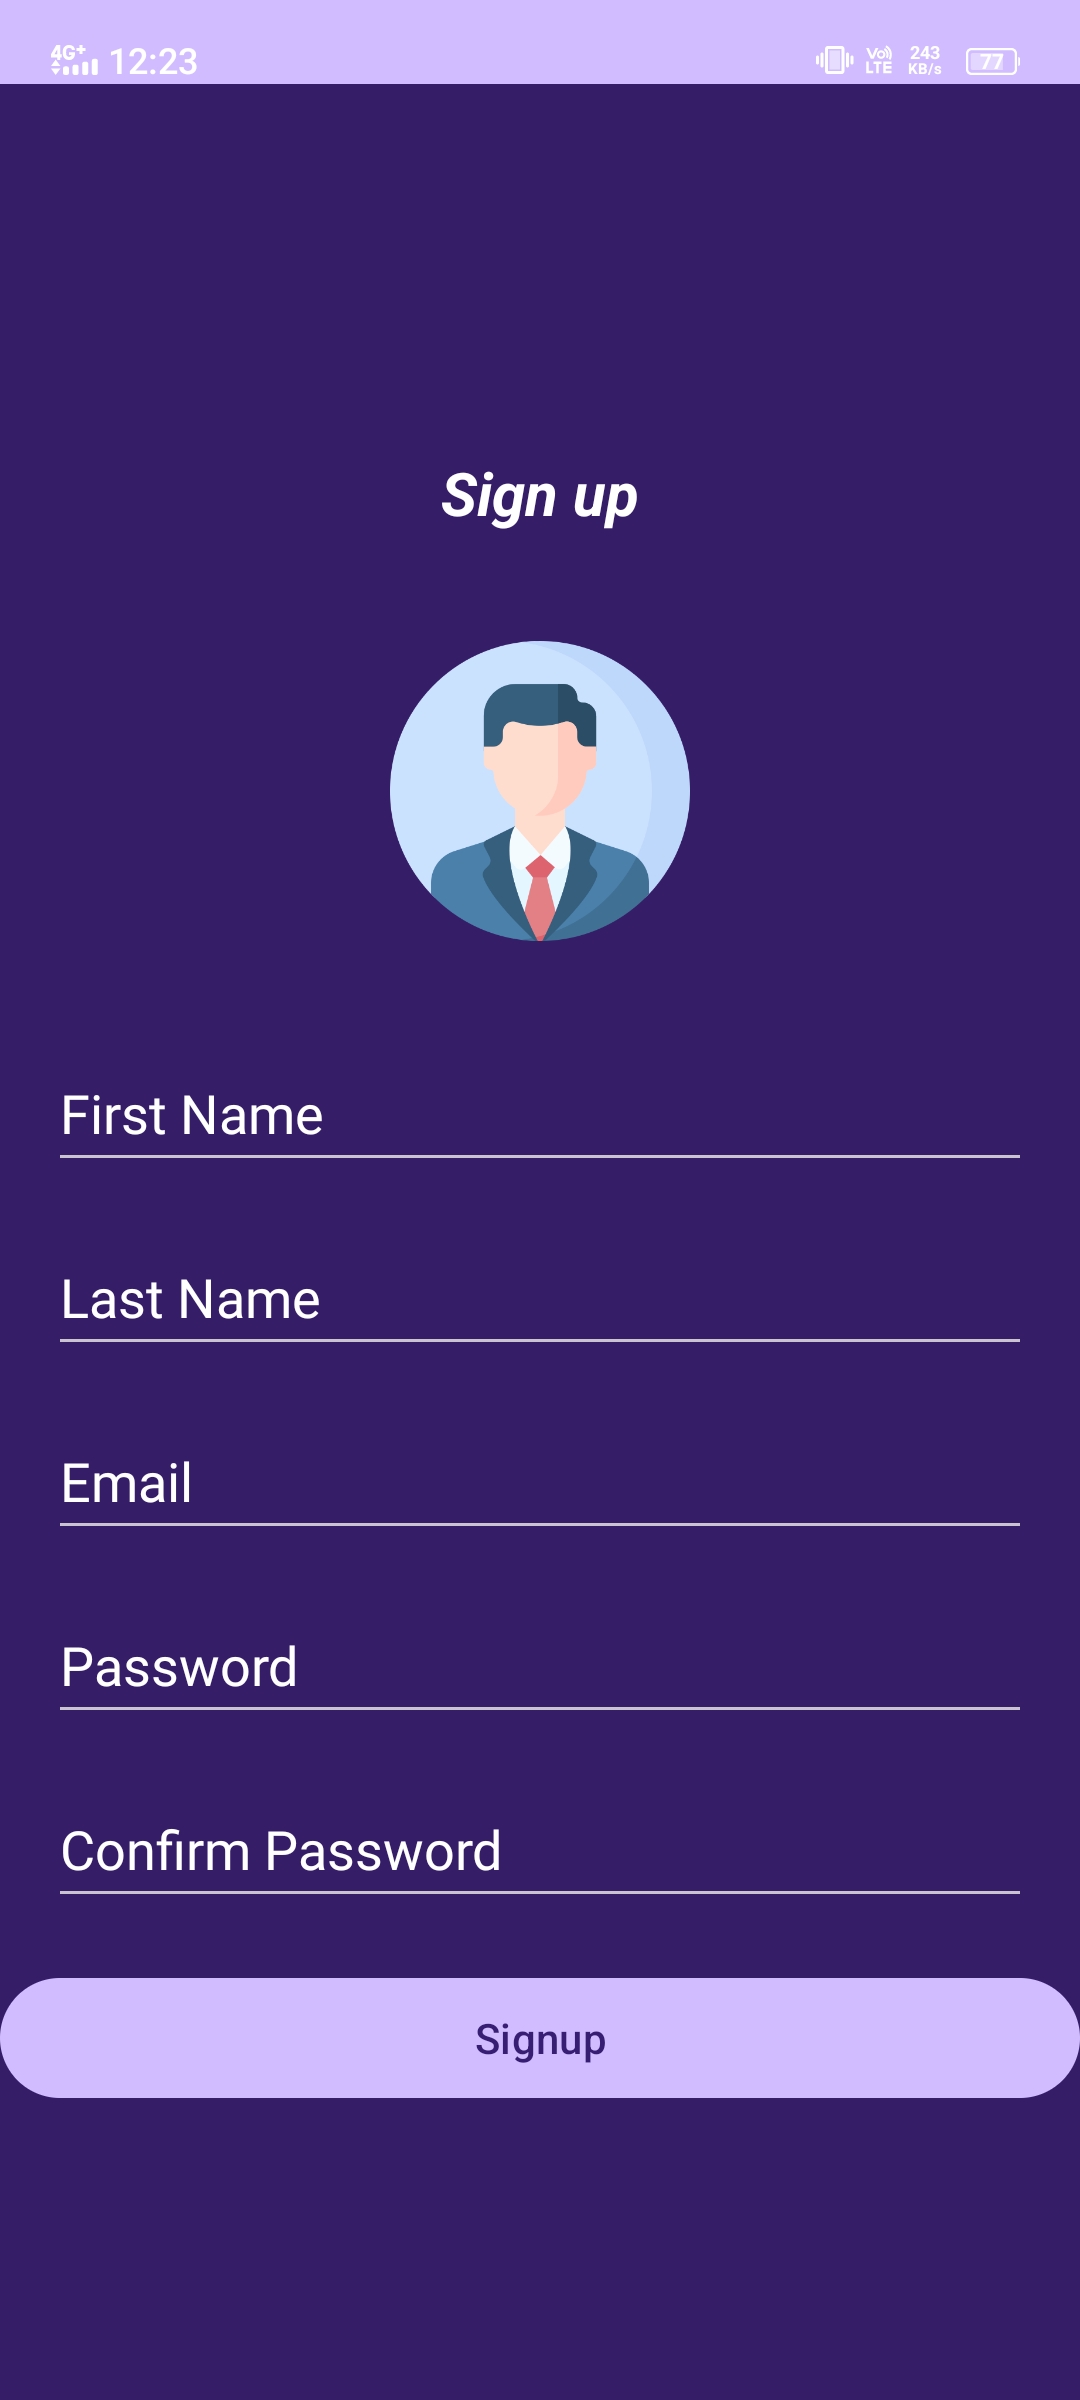 4G+ 12:23 Vo) LTE 243 KB/s 77
Sign up
First Name
Last Name
Email
Password
Confirm Password
Signup